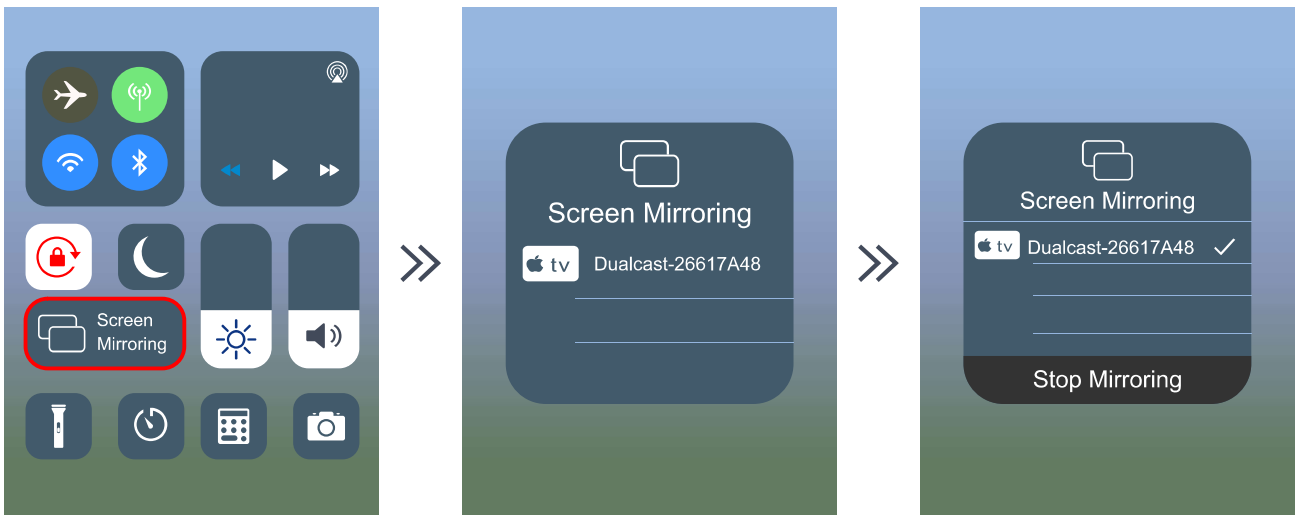 Screen
Mirroring
Screen Mirroring
tv Dualcast-26617A48
Screen Mirroring
tv Dualcast-26617A48
Stop Mirroring